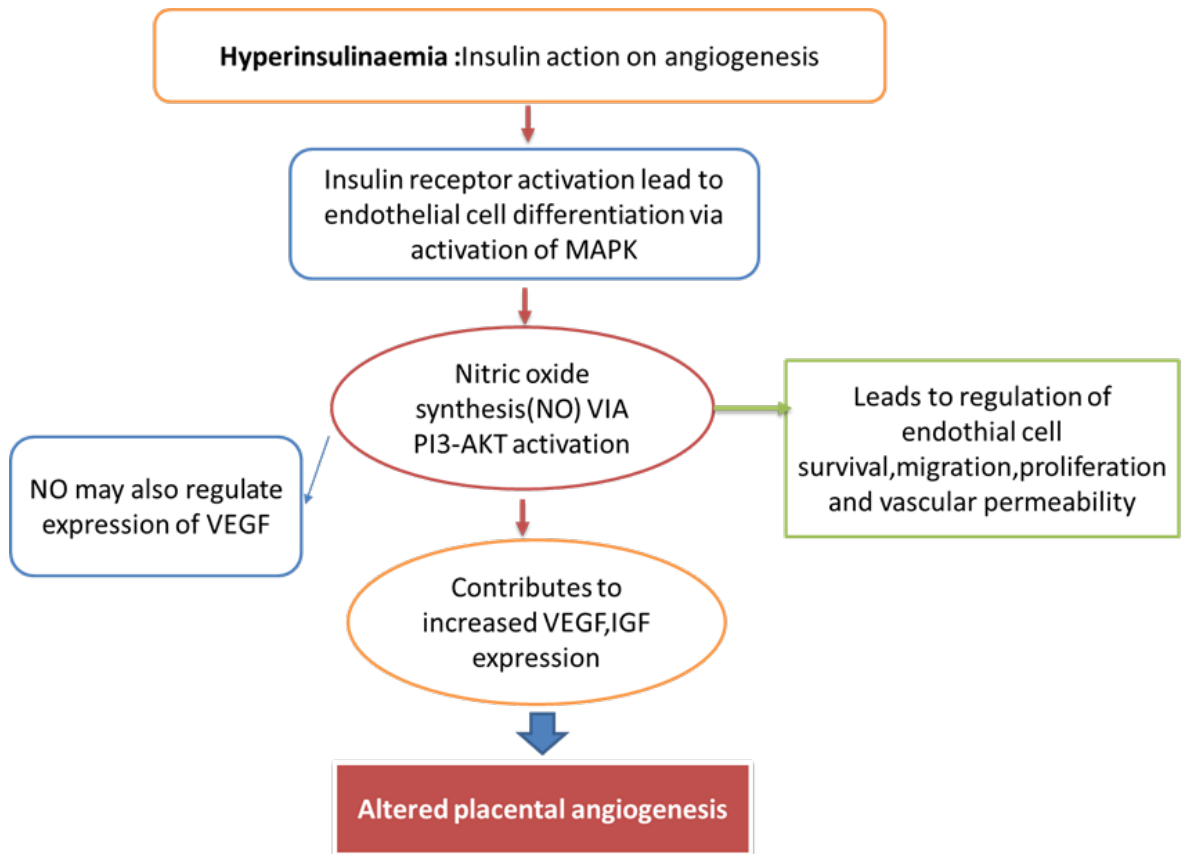 Hyperinsulinaemia :Insulin action on angiogenesis
Insulin receptor activation lead to
endothelial cell differentiation via
activation of MAPK
Nitric oxide
synthesis(NO) VIA
PI3-AKT activation
Leads to regulation of
endothial cell
survival,migration,proliferation
and vascular permeability
NO may also regulate
expression of VEGF
Contributes to
increased VEGF,IGF
expression
Altered placental angiogenesis